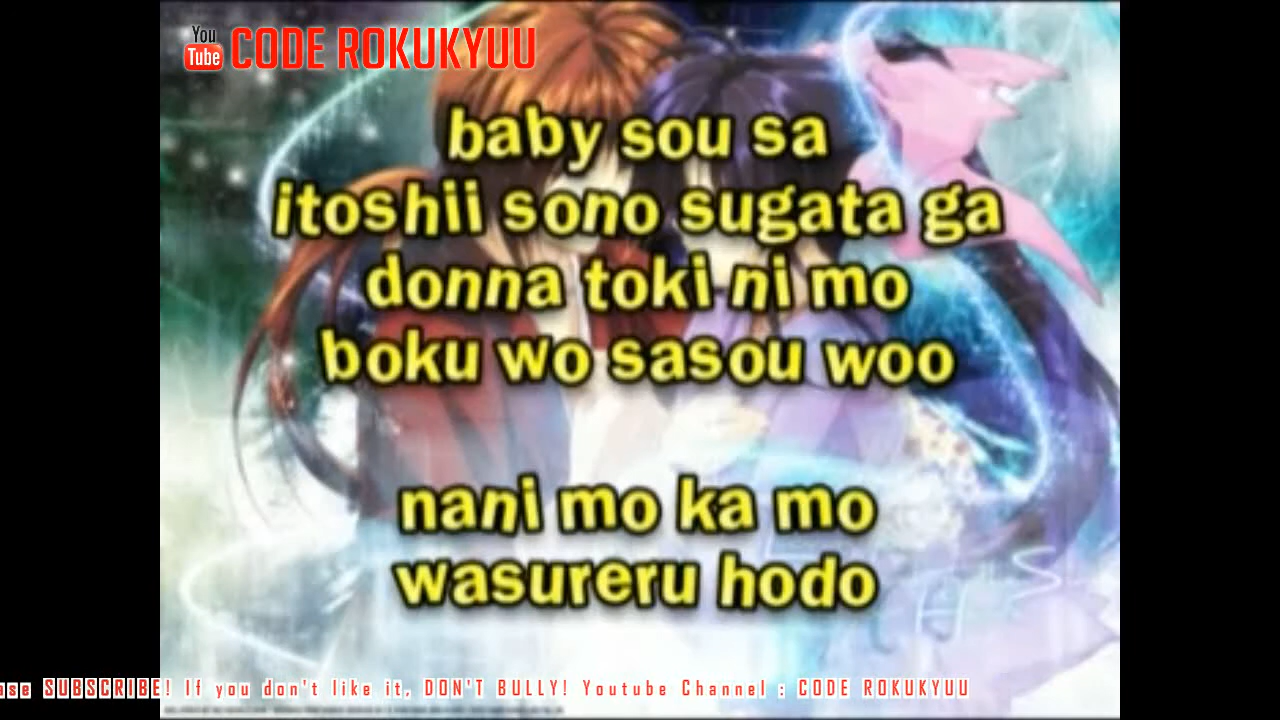 You Tube CODE ROKUKYUU
baby sou sa
itoshii sono sugata ga
donna toki ni mo
boku wo sasou woo
nani mo ka mo
wasureru hodo
ase SUBSCRIBE! If you don't like it, DON'T BULLY! Youtube Channel : CODE ROKUKYUU